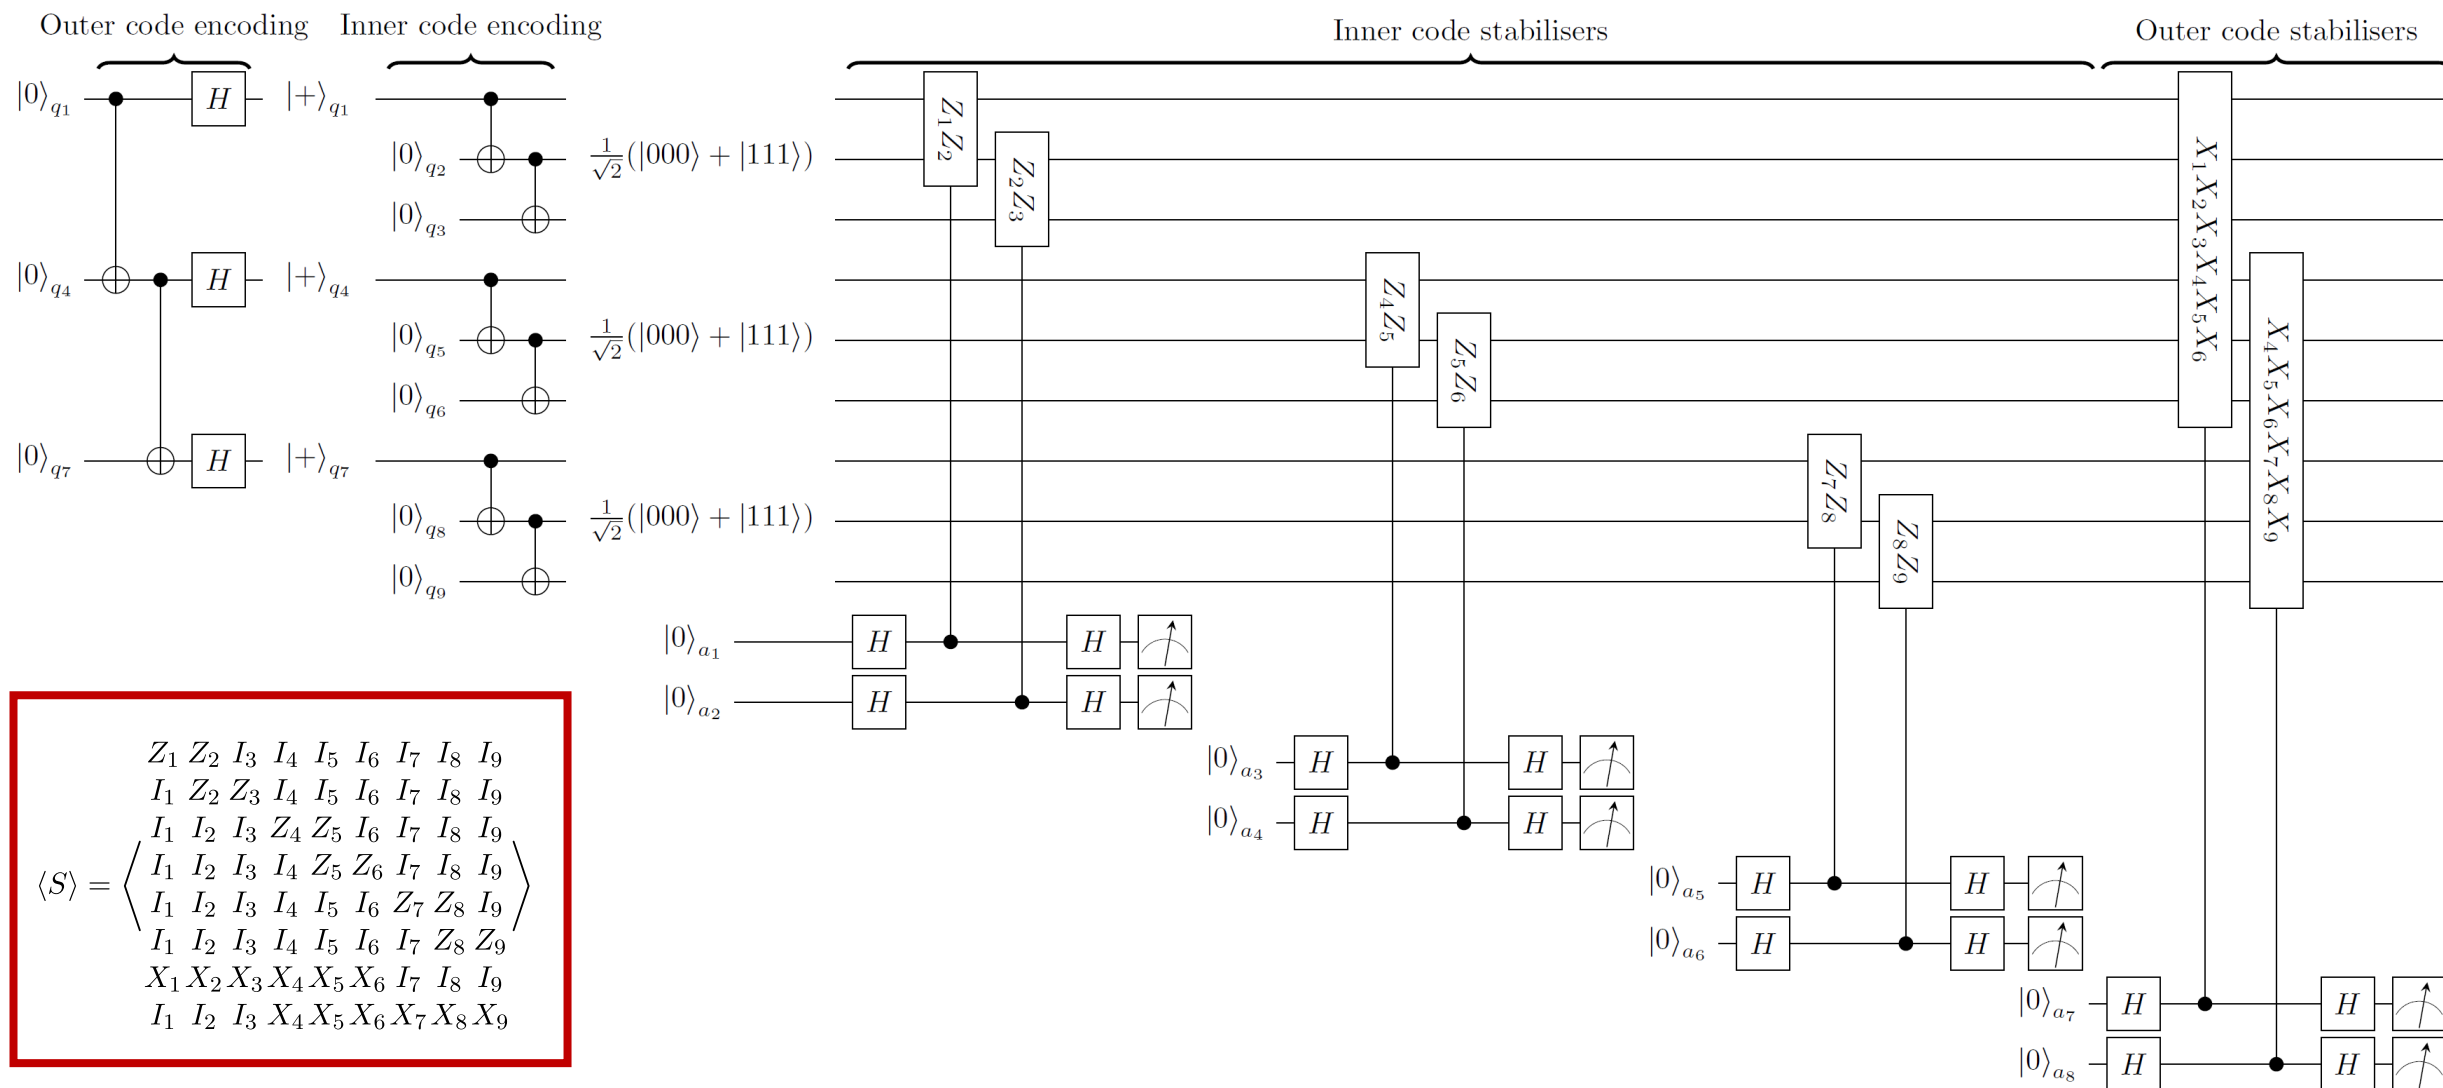 Outer code encoding
Inner code encoding
Inner code stabilisers
Outer code stabilisers
|0⟩q₁ H |+⟩q₁ Z₁Z₂ X₁X₂X₃X₄X₅X₆
|0⟩q₂ 1/√2(|000⟩ + |111⟩) Z₂Z₃
|0⟩q₃
|0⟩q₄ H |+⟩q₄ Z₄Z₅ X₄X₅X₆X₇X₈X₉
|0⟩q₅ 1/√2(|000⟩ + |111⟩) Z₅Z₆
|0⟩q₆
|0⟩q₇ H |+⟩q₇ Z₇Z₈
|0⟩q₈ 1/√2(|000⟩ + |111⟩) Z₈Z₉
|0⟩q₉
|0⟩a₁ H H
|0⟩a₂ H H
|0⟩a₃ H H
|0⟩a₄ H H
|0⟩a₅ H H
|0⟩a₆ H H
|0⟩a₇ H H
|0⟩a₈ H H
⟨S⟩ =
Z₁ Z₂ I₃ I₄ I₅ I₆ I₇ I₈ I₉
I₁ Z₂ Z₃ I₄ I₅ I₆ I₇ I₈ I₉
I₁ I₂ I₃ Z₄ Z₅ I₆ I₇ I₈ I₉
I₁ I₂ I₃ I₄ Z₅ Z₆ I₇ I₈ I₉
I₁ I₂ I₃ I₄ I₅ I₆ Z₇ Z₈ I₉
I₁ I₂ I₃ I₄ I₅ I₆ I₇ Z₈ Z₉
X₁ X₂ X₃ X₄ X₅ X₆ I₇ I₈ I₉
I₁ I₂ I₃ X₄ X₅ X₆ X₇ X₈ X₉